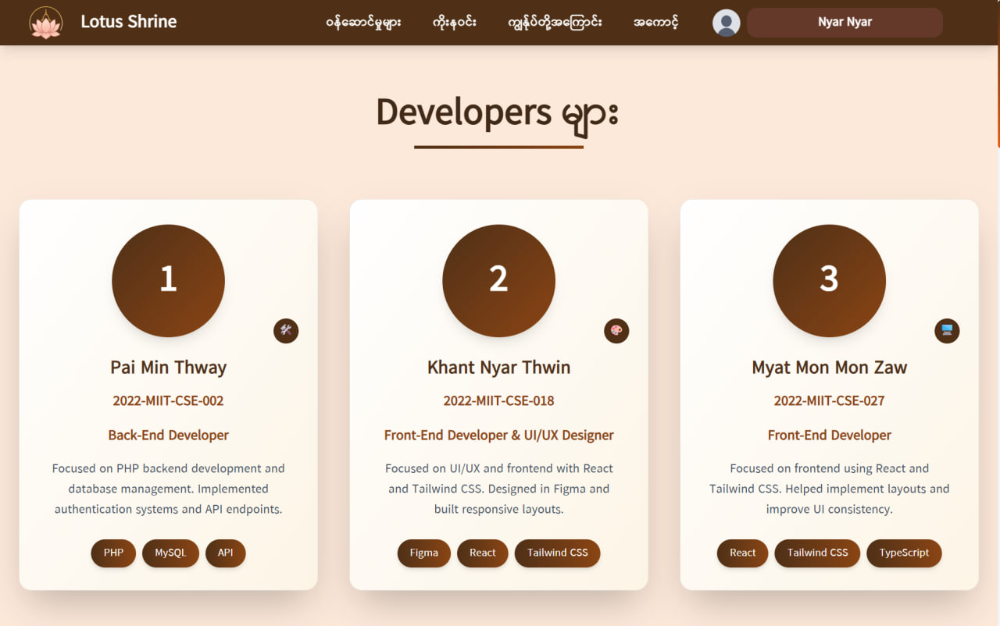 Lotus Shrine
ဝန်ဆောင်မှုများ
ကိုးနဝင်း
ကျွန်ုပ်တို့အကြောင်း
အကောင့်
Nyar Nyar
Developers များ
1
Pai Min Thway
2022-MIIT-CSE-002
Back-End Developer
Focused on PHP backend development and
database management. Implemented
authentication systems and API endpoints.
PHP
MySQL
API
2
Khant Nyar Thwin
2022-MIIT-CSE-018
Front-End Developer & UI/UX Designer
Focused on UI/UX and frontend with React
and Tailwind CSS. Designed in Figma and
built responsive layouts.
Figma
React
Tailwind CSS
3
Myat Mon Mon Zaw
2022-MIIT-CSE-027
Front-End Developer
Focused on frontend using React and
Tailwind CSS. Helped implement layouts and
improve UI consistency.
React
Tailwind CSS
TypeScript